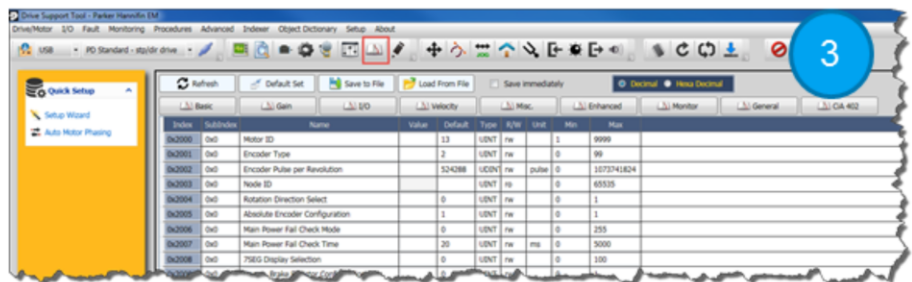 Drive Support Tool - Parker Hannifin EM
Drive/Motor I/O Fault Monitoring Procedures Advanced Indexer Object Dictionary Setup About
USB PD Standard - stp/dir drive
3
Quick Setup
Setup Wizard
Auto Motor Phasing
Refresh Default Set Save to File Load From File Save immediately Decimal Hexa Decimal
Basic Gain I/O Velocity Misc. Enhanced Monitor General CiA 402
Index SubIndex Name Value Default Type R/W Unit Min Max
0x2000 0x0 Motor ID 13 UINT rw 1 9999
0x2001 0x0 Encoder Type 2 UINT rw 0 99
0x2002 0x0 Encoder Pulse per Revolution 524288 UDINT rw pulse 0 1073741824
0x2003 0x0 Node ID UINT ro 0 65535
0x2004 0x0 Rotation Direction Select 0 UINT rw 0 1
0x2005 0x0 Absolute Encoder Configuration 1 UINT rw 0 1
0x2006 0x0 Main Power Fail Check Mode 0 UINT rw 0 255
0x2007 0x0 Main Power Fail Check Time 20 UINT rw ms 0 5000
0x2008 0x0 7SEG Display Selection 0 UINT rw 0 100